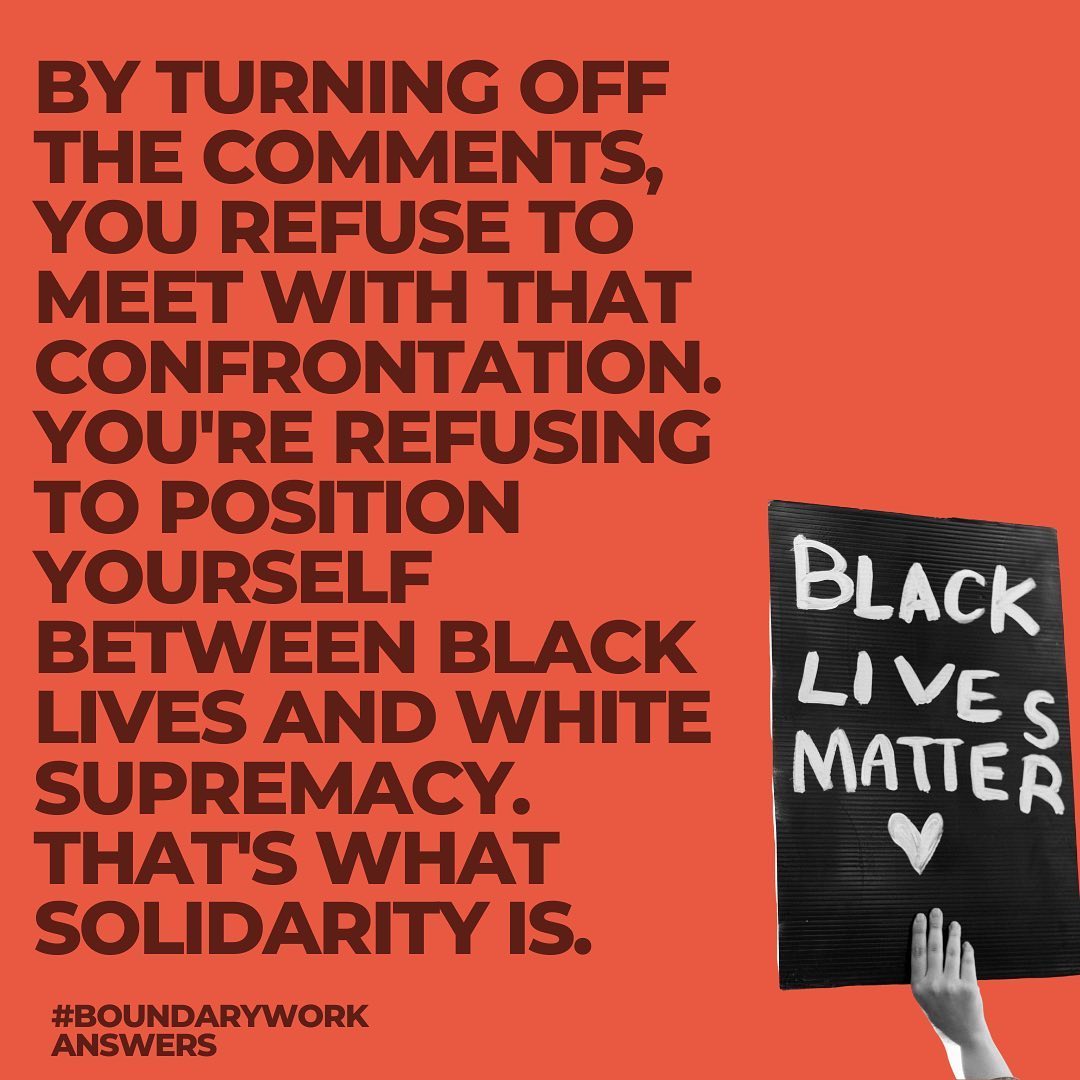 BY TURNING OFF
THE COMMENTS,
YOU REFUSE TO
MEET WITH THAT
CONFRONTATION.
YOU'RE REFUSING
TO POSITION
YOURSELF
BETWEEN BLACK
LIVES AND WHITE
SUPREMACY.
THAT'S WHAT
SOLIDARITY IS.
#BOUNDARYWORK
ANSWERS
BLACK
LIVES
MATTER